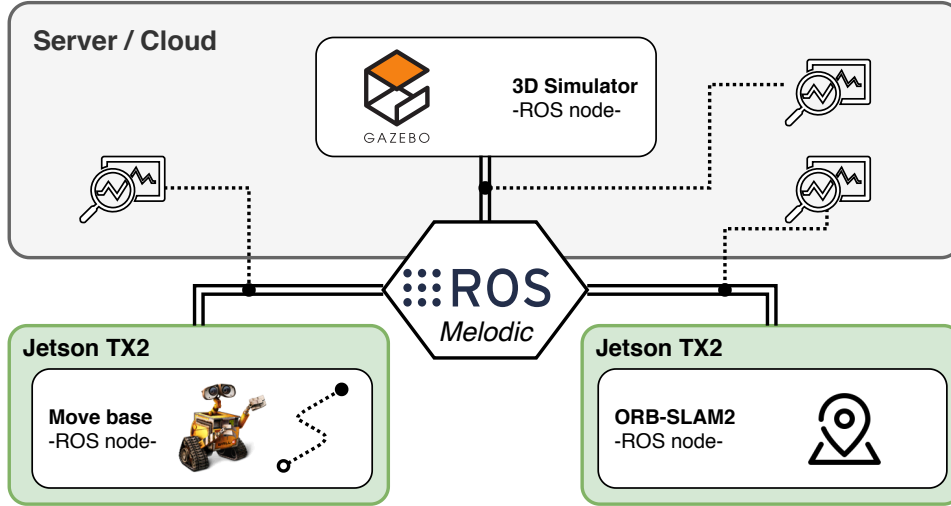 Server / Cloud
3D Simulator
-ROS node-
GAZEBO
ROS
Melodic
Jetson TX2
Move base
-ROS node-
Jetson TX2
ORB-SLAM2
-ROS node-